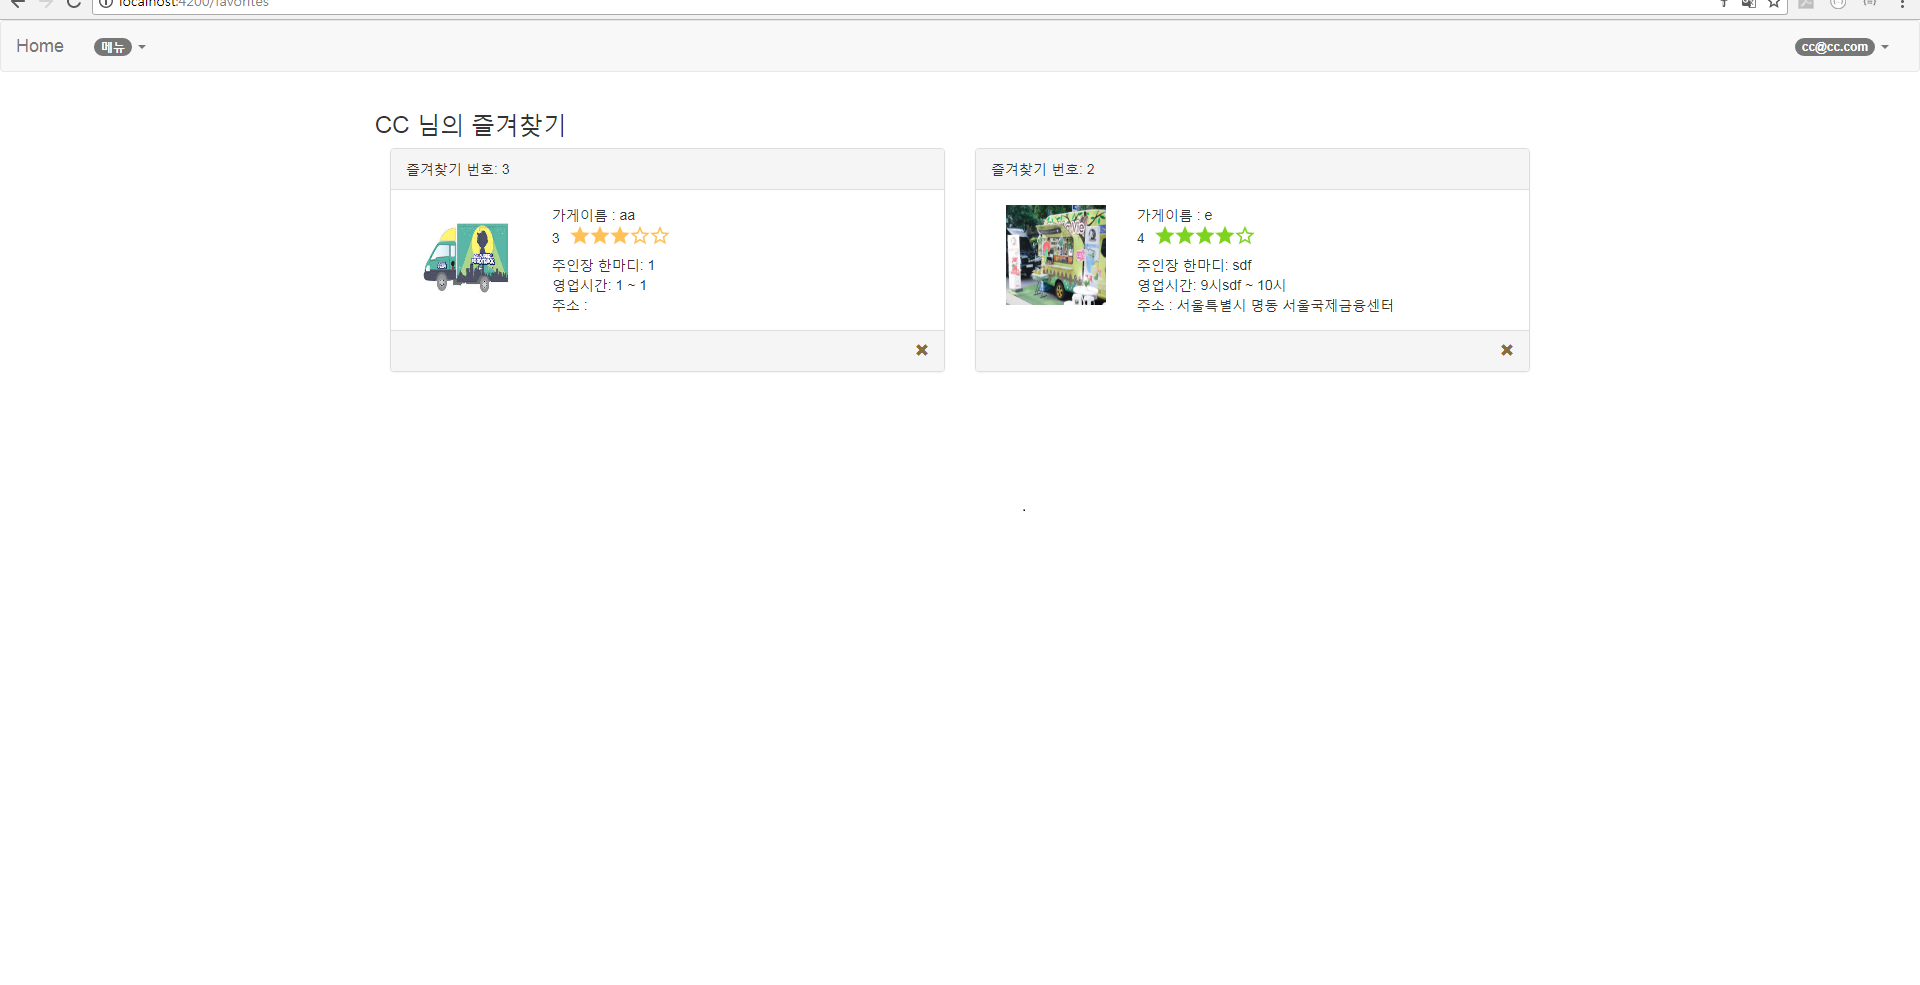 localhost:4200/favorites
Home 메뉴 cc@cc.com
CC 님의 즐겨찾기
즐겨찾기 번호: 3
가게이름 : aa
3
주인장 한마디: 1
영업시간: 1 ~ 1
주소 :
즐겨찾기 번호: 2
가게이름 : e
4
주인장 한마디: sdf
영업시간: 9시sdf ~ 10시
주소 : 서울특별시 명동 서울국제금융센터
.